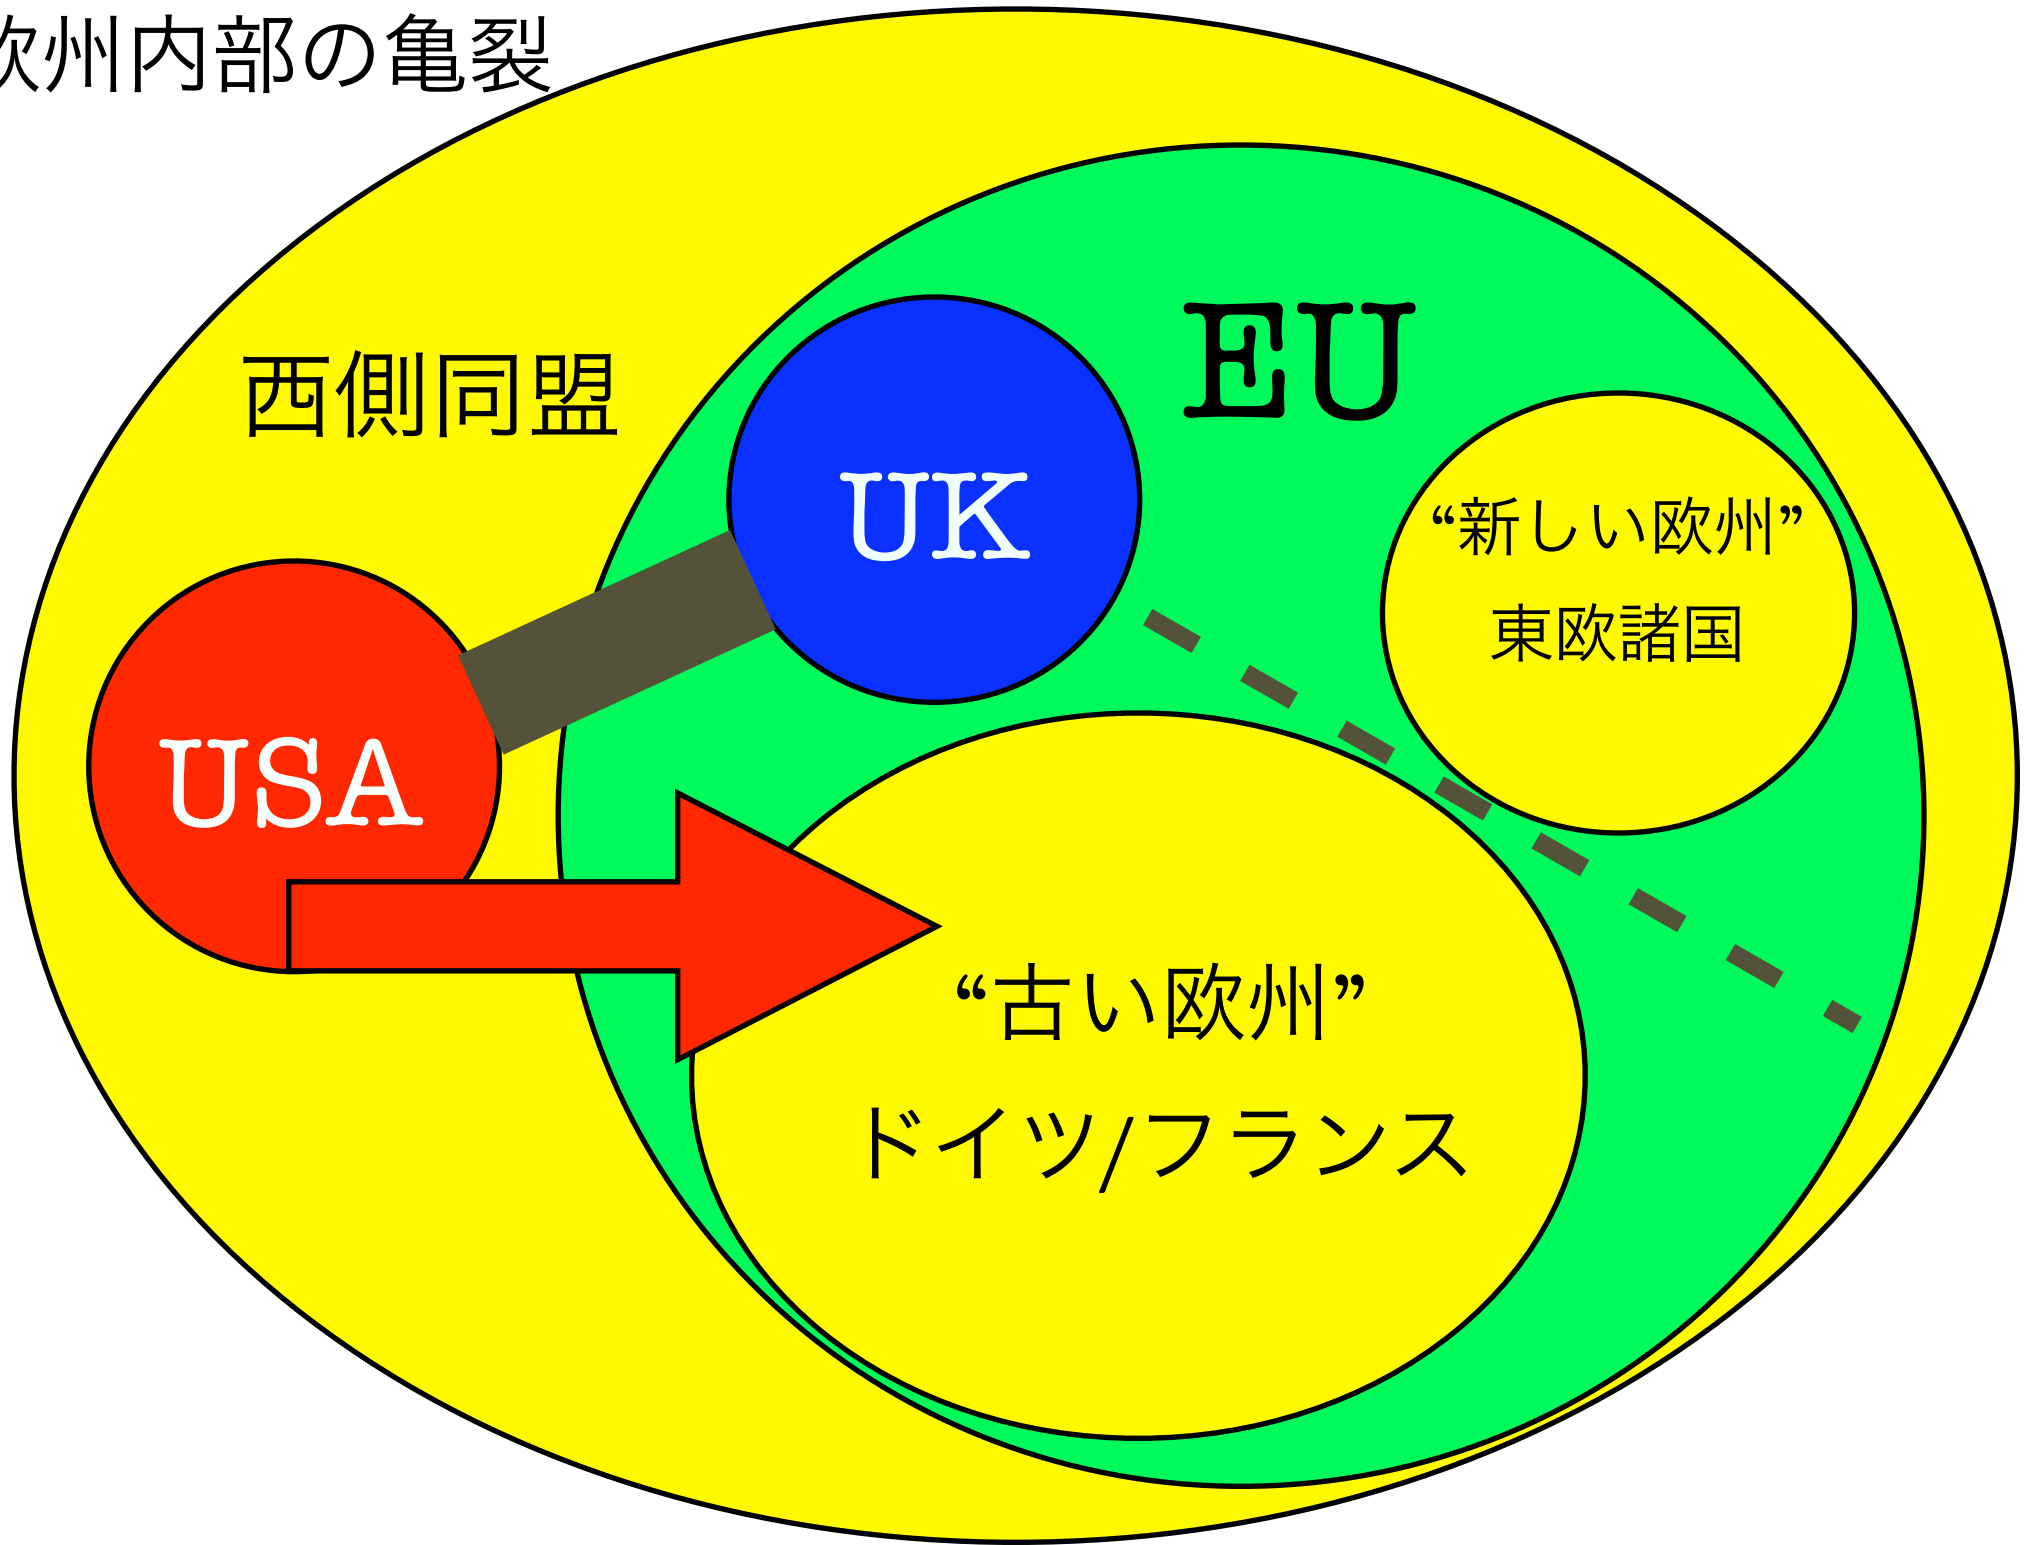 欧州内部の亀裂
EU
西側同盟
UK
“新しい欧州”
東欧諸国
USA
“古い欧州”
ドイツ/フランス